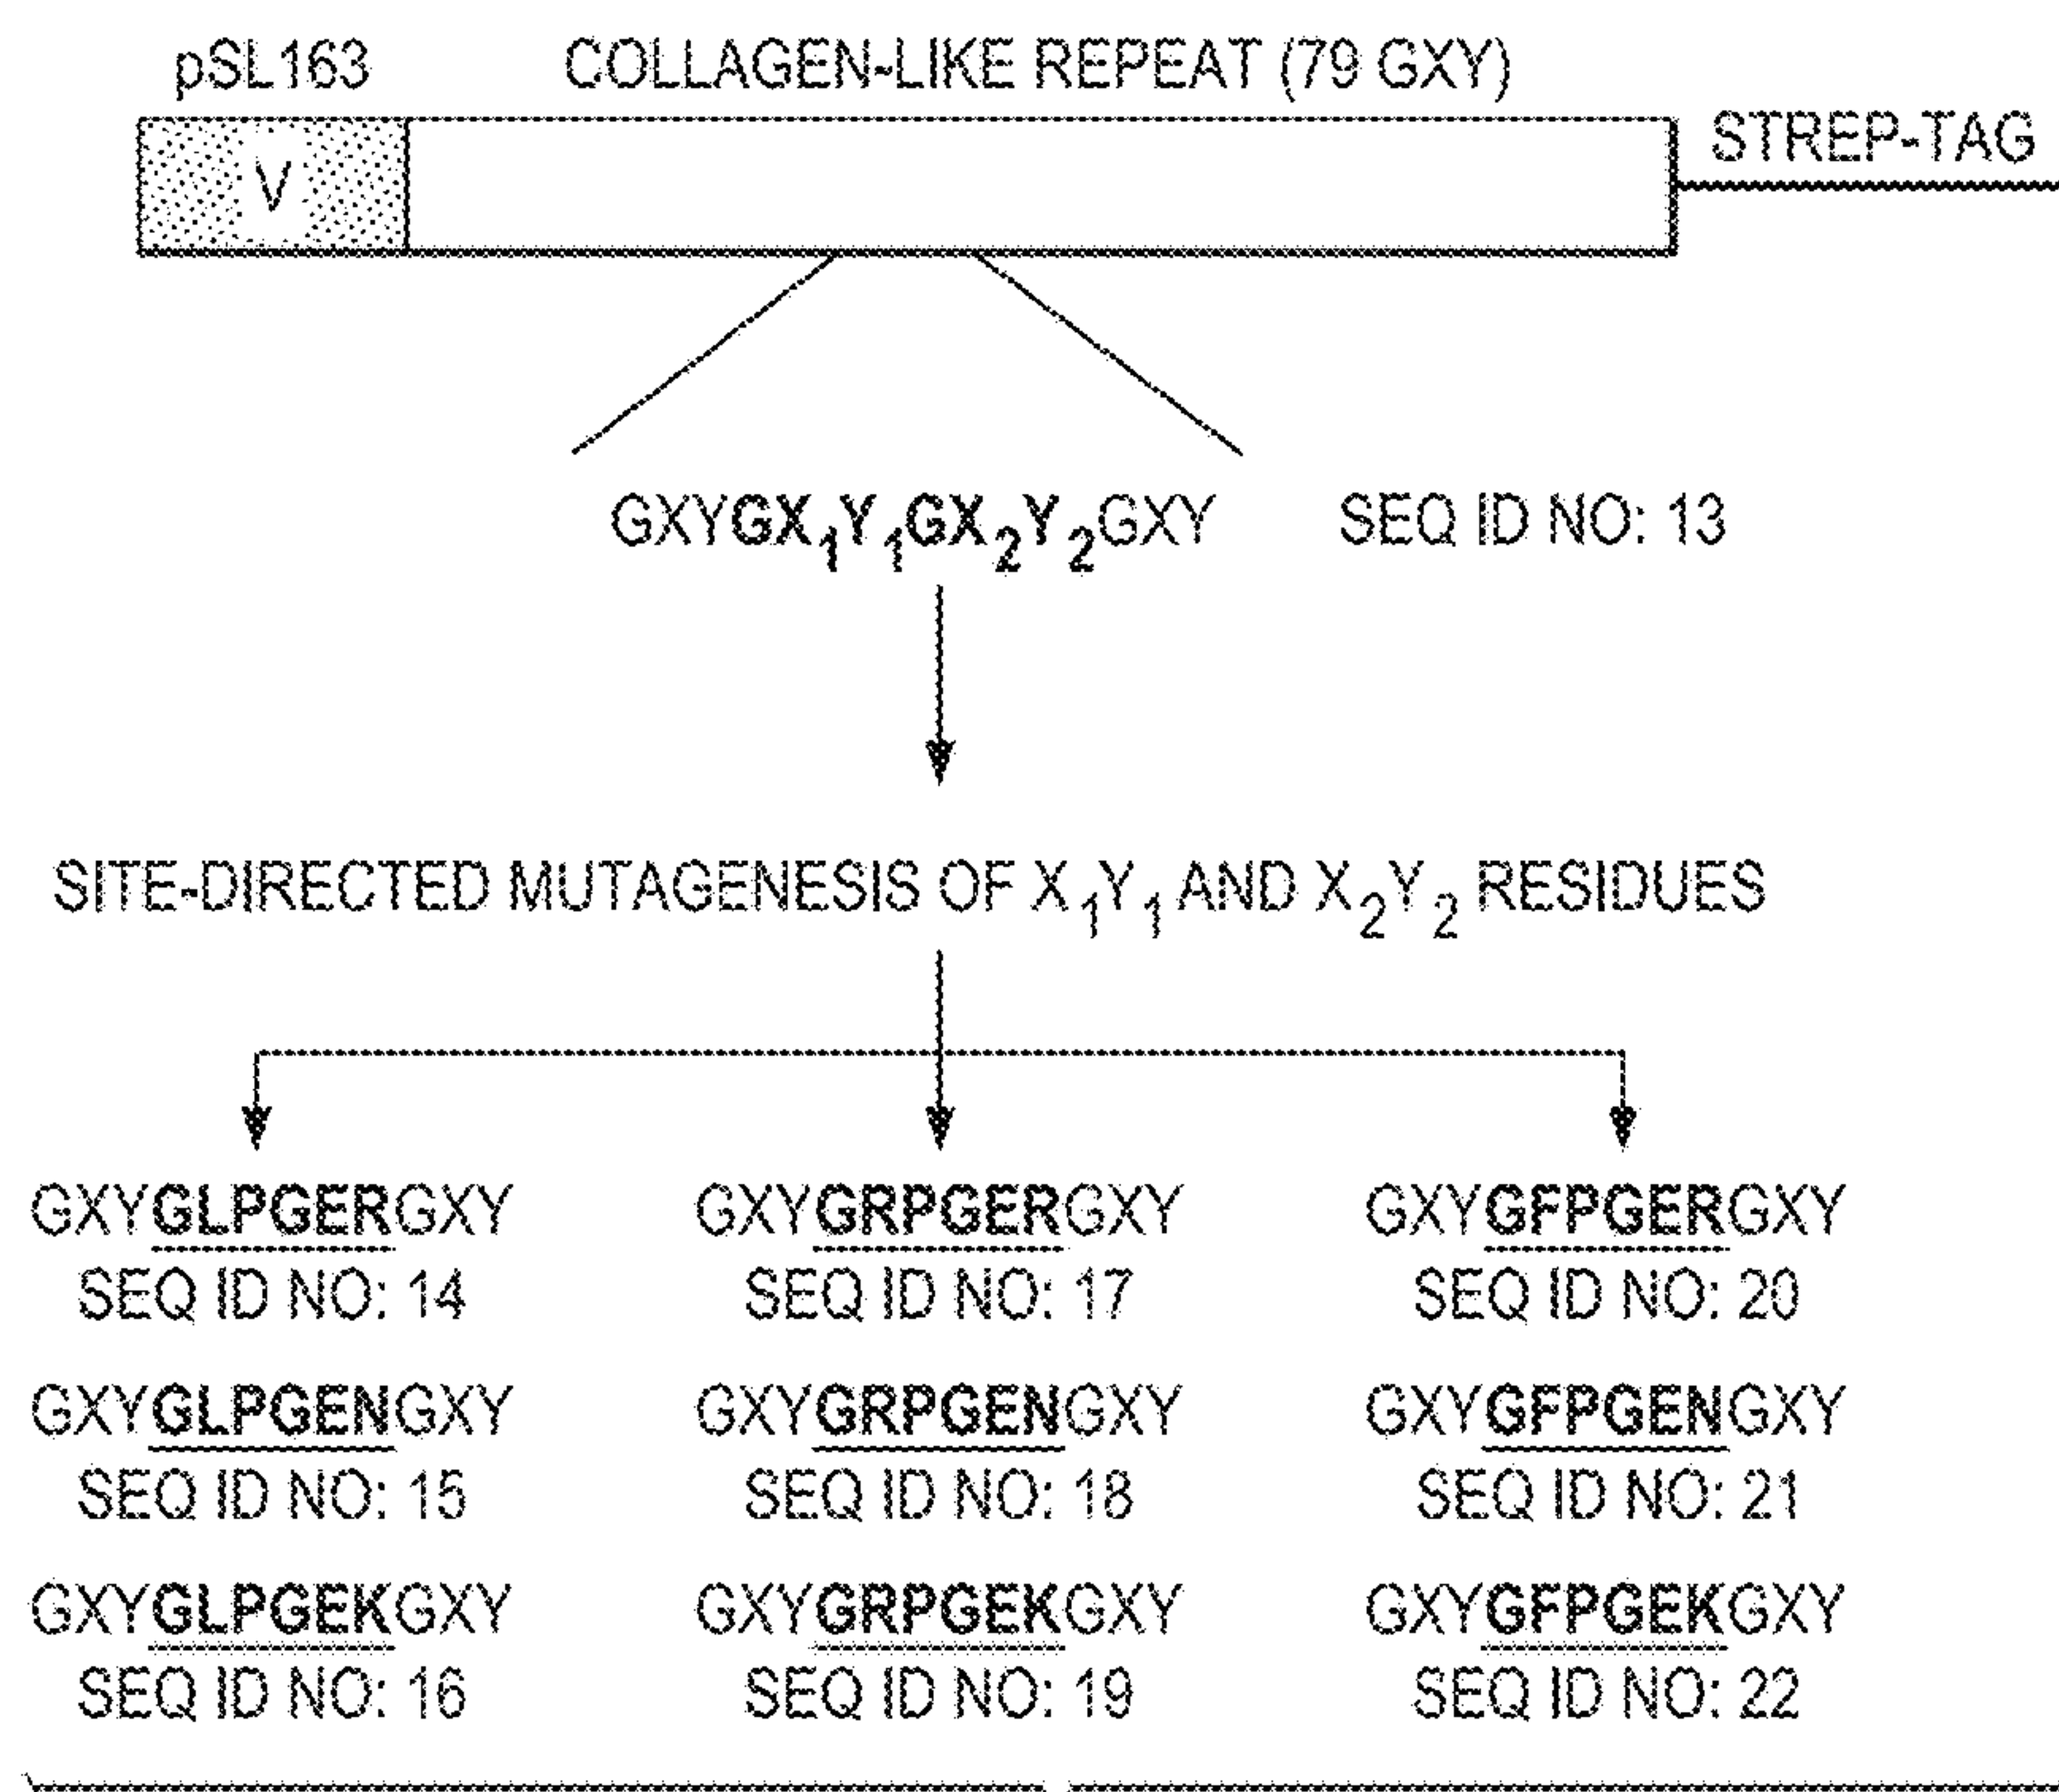 pSL163 COLLAGEN-LIKE REPEAT (79 GXY)
STREP-TAG
V
GXYGX1Y1GX2Y2GXY SEQ ID NO: 13
SITE-DIRECTED MUTAGENESIS OF X1Y1 AND X2Y2 RESIDUES
GXYGLPGERGXY GXYGRPGERGXY GXYGFPGERGXY
SEQ ID NO: 14 SEQ ID NO: 17 SEQ ID NO: 20
GXYGLPGENGXY GXYGRPGENGXY GXYGFPGENGXY
SEQ ID NO: 15 SEQ ID NO: 18 SEQ ID NO: 21
GXYGLPGEKGXY GXYGRPGEKGXY GXYGFPGEKGXY
SEQ ID NO: 16 SEQ ID NO: 19 SEQ ID NO: 22